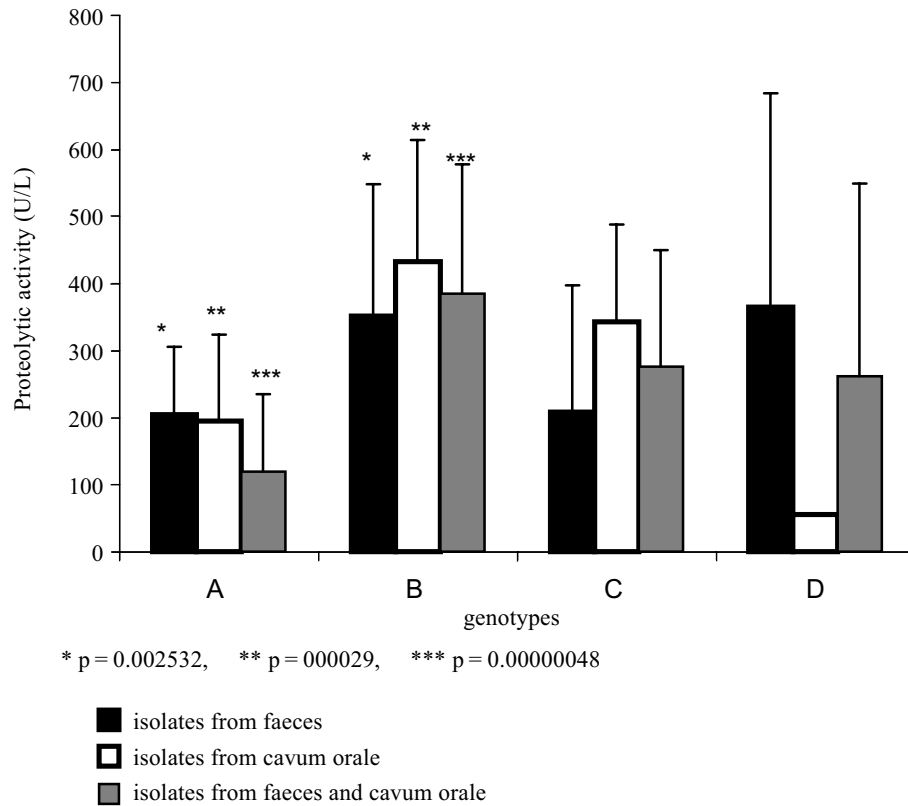 Proteolytic activity (U/L)
800
700
600
500
400
300
200
100
0
* ** ***
* ** ***
A B C D
genotypes
* p = 0.002532, ** p = 000029, *** p = 0.00000048
isolates from faeces
isolates from cavum orale
isolates from faeces and cavum orale